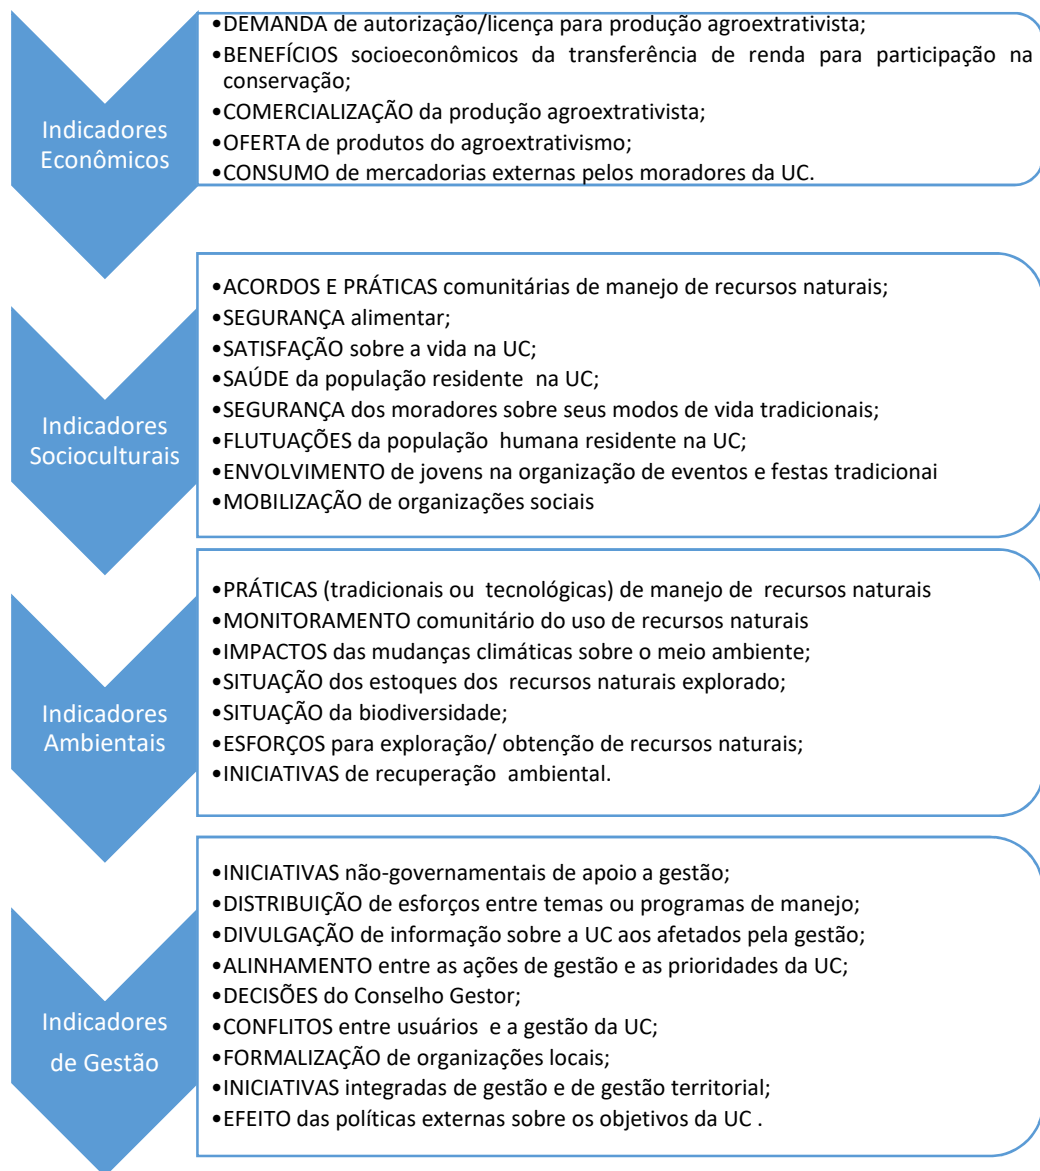 Indicadores
Econômicos
•DEMANDA de autorização/licença para produção agroextrativista;
•BENEFÍCIOS socioeconômicos da transferência de renda para participação na
conservação;
•COMERCIALIZAÇÃO da produção agroextrativista;
•OFERTA de produtos do agroextrativismo;
•CONSUMO de mercadorias externas pelos moradores da UC.
Indicadores
Socioculturais
•ACORDOS E PRÁTICAS comunitárias de manejo de recursos naturais;
•SEGURANÇA alimentar;
•SATISFAÇÃO sobre a vida na UC;
•SAÚDE da população residente na UC;
•SEGURANÇA dos moradores sobre seus modos de vida tradicionais;
•FLUTUAÇÕES da população humana residente na UC;
•ENVOLVIMENTO de jovens na organização de eventos e festas tradicionai
•MOBILIZAÇÃO de organizações sociais
Indicadores
Ambientais
•PRÁTICAS (tradicionais ou tecnológicas) de manejo de recursos naturais
•MONITORAMENTO comunitário do uso de recursos naturais
•IMPACTOS das mudanças climáticas sobre o meio ambiente;
•SITUAÇÃO dos estoques dos recursos naturais explorado;
•SITUAÇÃO da biodiversidade;
•ESFORÇOS para exploração/ obtenção de recursos naturais;
•INICIATIVAS de recuperação ambiental.
Indicadores
de Gestão
•INICIATIVAS não-governamentais de apoio a gestão;
•DISTRIBUIÇÃO de esforços entre temas ou programas de manejo;
•DIVULGAÇÃO de informação sobre a UC aos afetados pela gestão;
•ALINHAMENTO entre as ações de gestão e as prioridades da UC;
•DECISÕES do Conselho Gestor;
•CONFLITOS entre usuários e a gestão da UC;
•FORMALIZAÇÃO de organizações locais;
•INICIATIVAS integradas de gestão e de gestão territorial;
•EFEITO das políticas externas sobre os objetivos da UC .